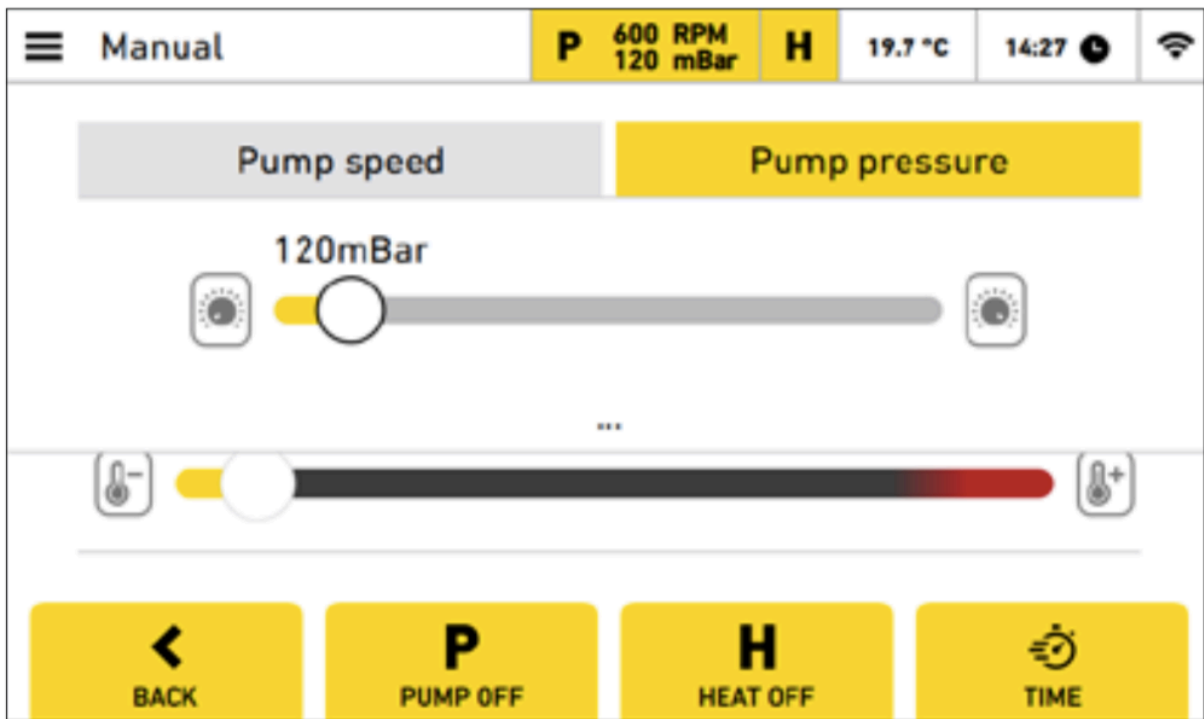 Manual
P 600 RPM
120 mBar
H
19.7 °C
14:27
Pump speed
Pump pressure
120mBar
...
BACK
P
PUMP OFF
H
HEAT OFF
TIME